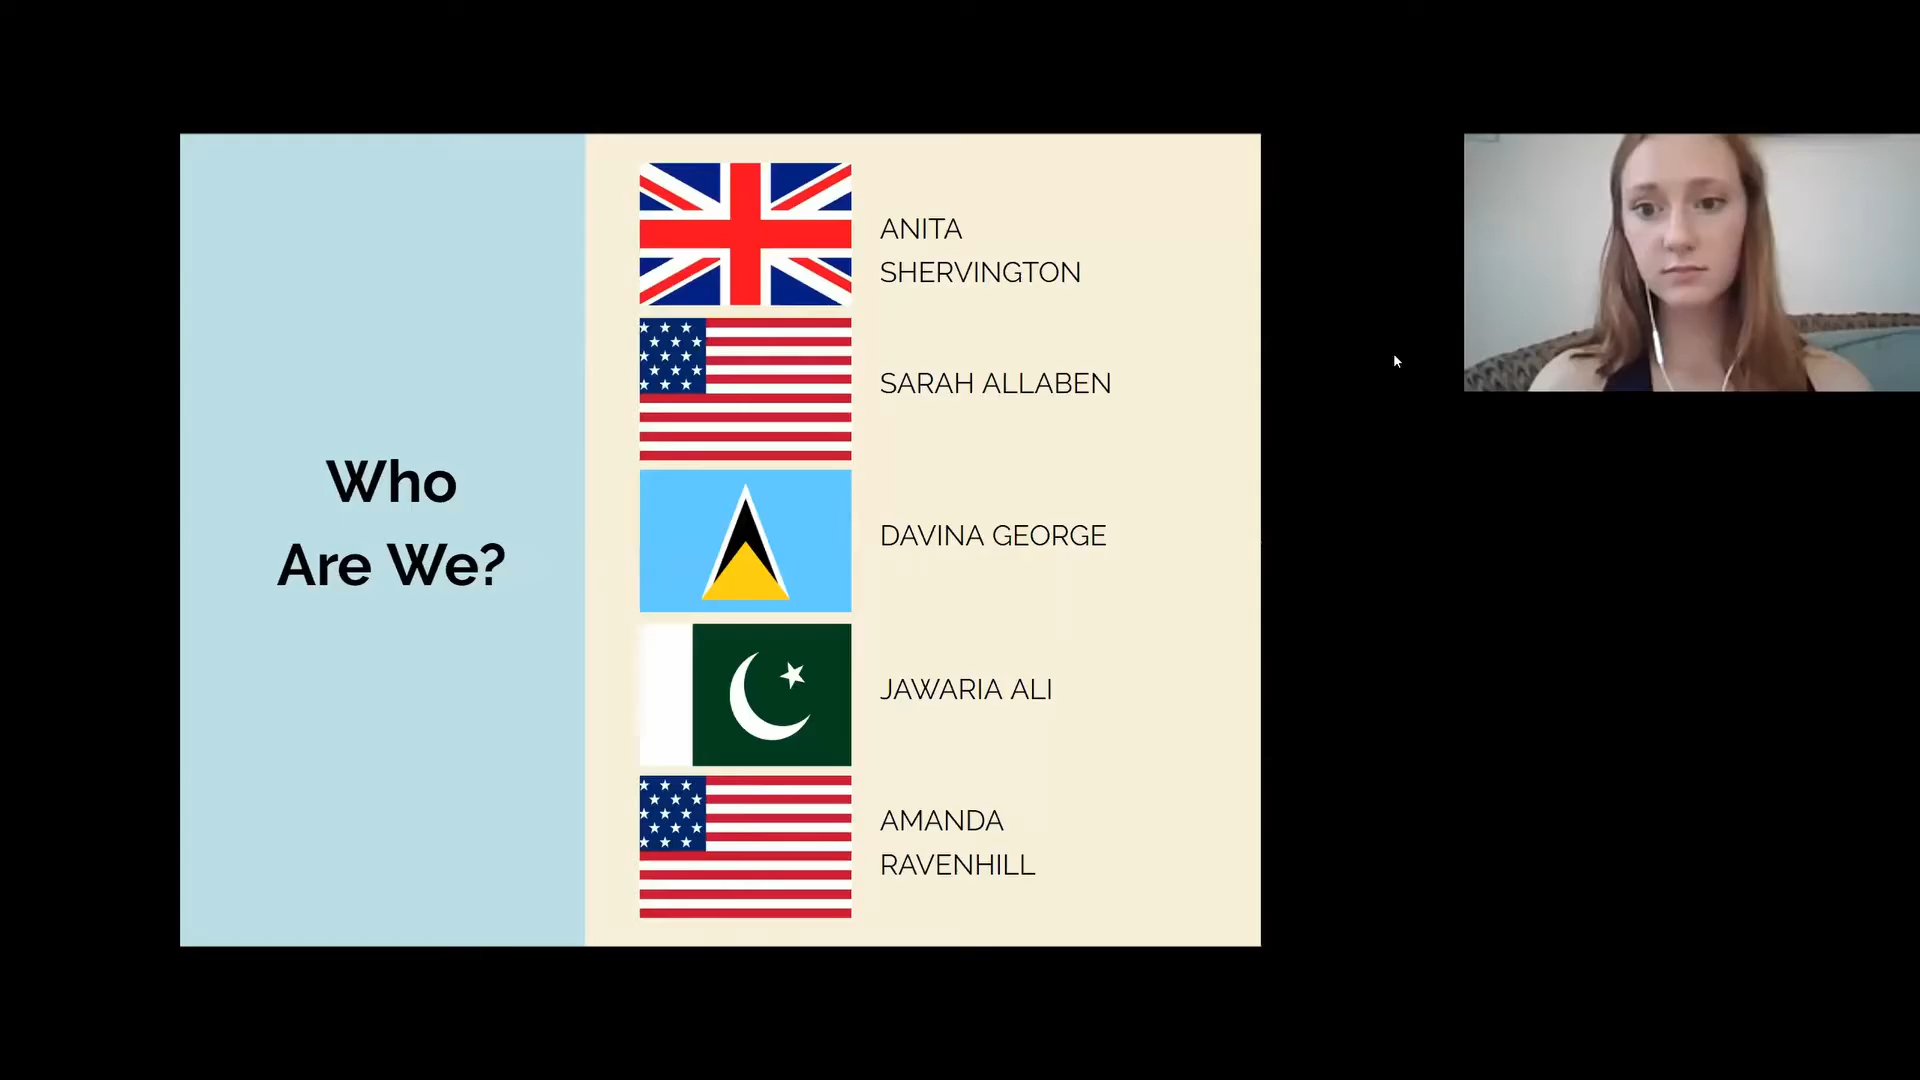 Who
Are We?
ANITA
SHERVINGTON
SARAH ALLABEN
DAVINA GEORGE
JAWARIA ALI
AMANDA
RAVENHILL